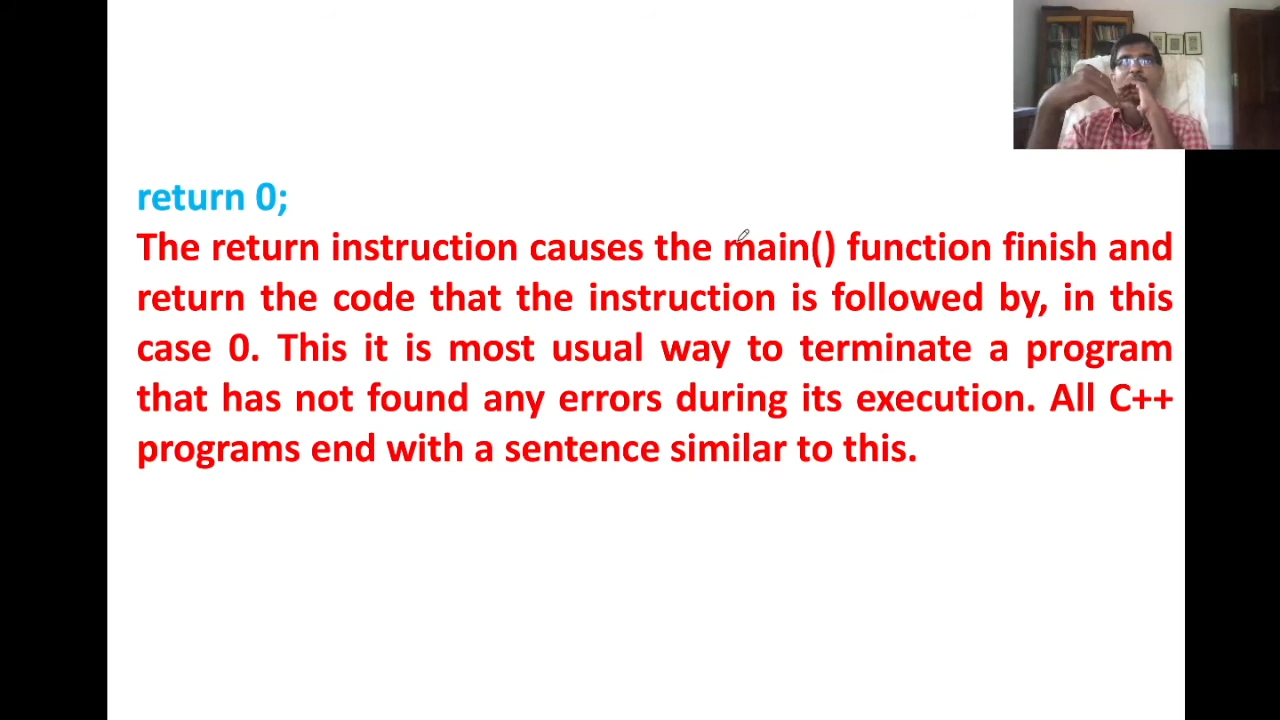 return 0;
The return instruction causes the main() function finish and
return the code that the instruction is followed by, in this
case 0. This it is most usual way to terminate a program
that has not found any errors during its execution. All C++
programs end with a sentence similar to this.